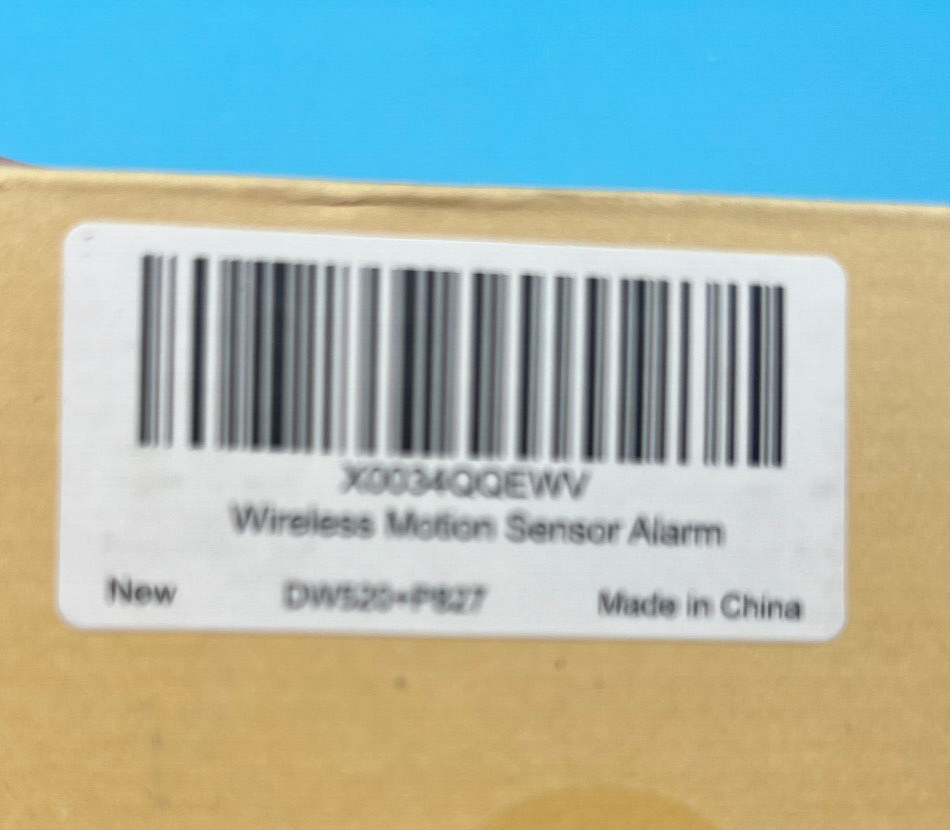 X0034QQEWV
Wireless Motion Sensor Alarm
New DW520+P827 Made in China